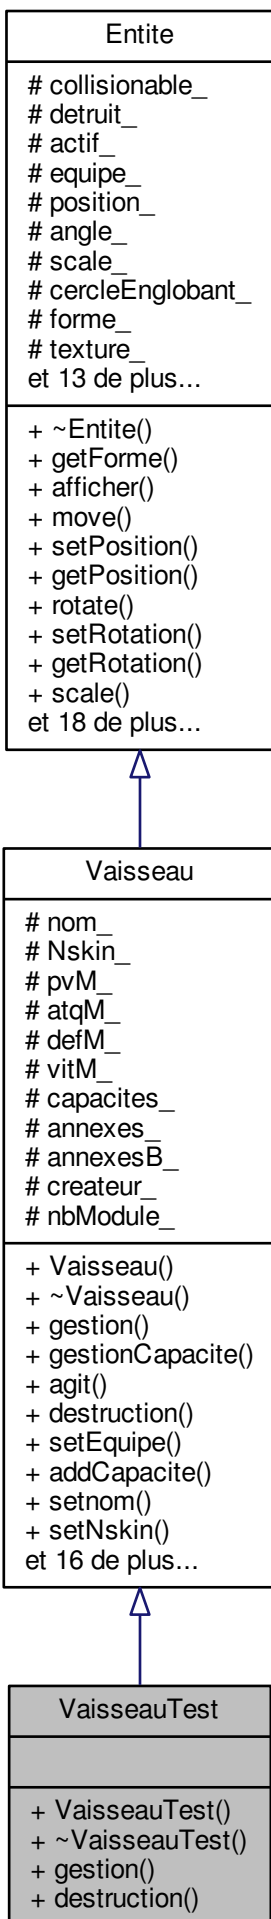 Entite
# collisionable_
# detruit_
# actif_
# equipe_
# position_
# angle_
# scale_
# cercleEnglobant_
# forme_
# texture_
et 13 de plus...
+ ~Entite()
+ getForme()
+ afficher()
+ move()
+ setPosition()
+ getPosition()
+ rotate()
+ setRotation()
+ getRotation()
+ scale()
et 18 de plus...
Vaisseau
# nom_
# Nskin_
# pvM_
# atqM_
# defM_
# vitM_
# capacites_
# annexes_
# annexesB_
# createur_
# nbModule_
+ Vaisseau()
+ ~Vaisseau()
+ gestion()
+ gestionCapacite()
+ agit()
+ destruction()
+ setEquipe()
+ addCapacite()
+ setnom()
+ setNskin()
et 16 de plus...
VaisseauTest
+ VaisseauTest()
+ ~VaisseauTest()
+ gestion()
+ destruction()